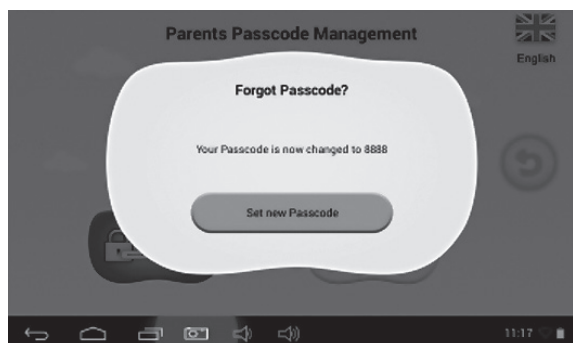 Parents Passcode Management
English
Forgot Passcode?
Your Passcode is now changed to 8888
Set new Passcode
11:17